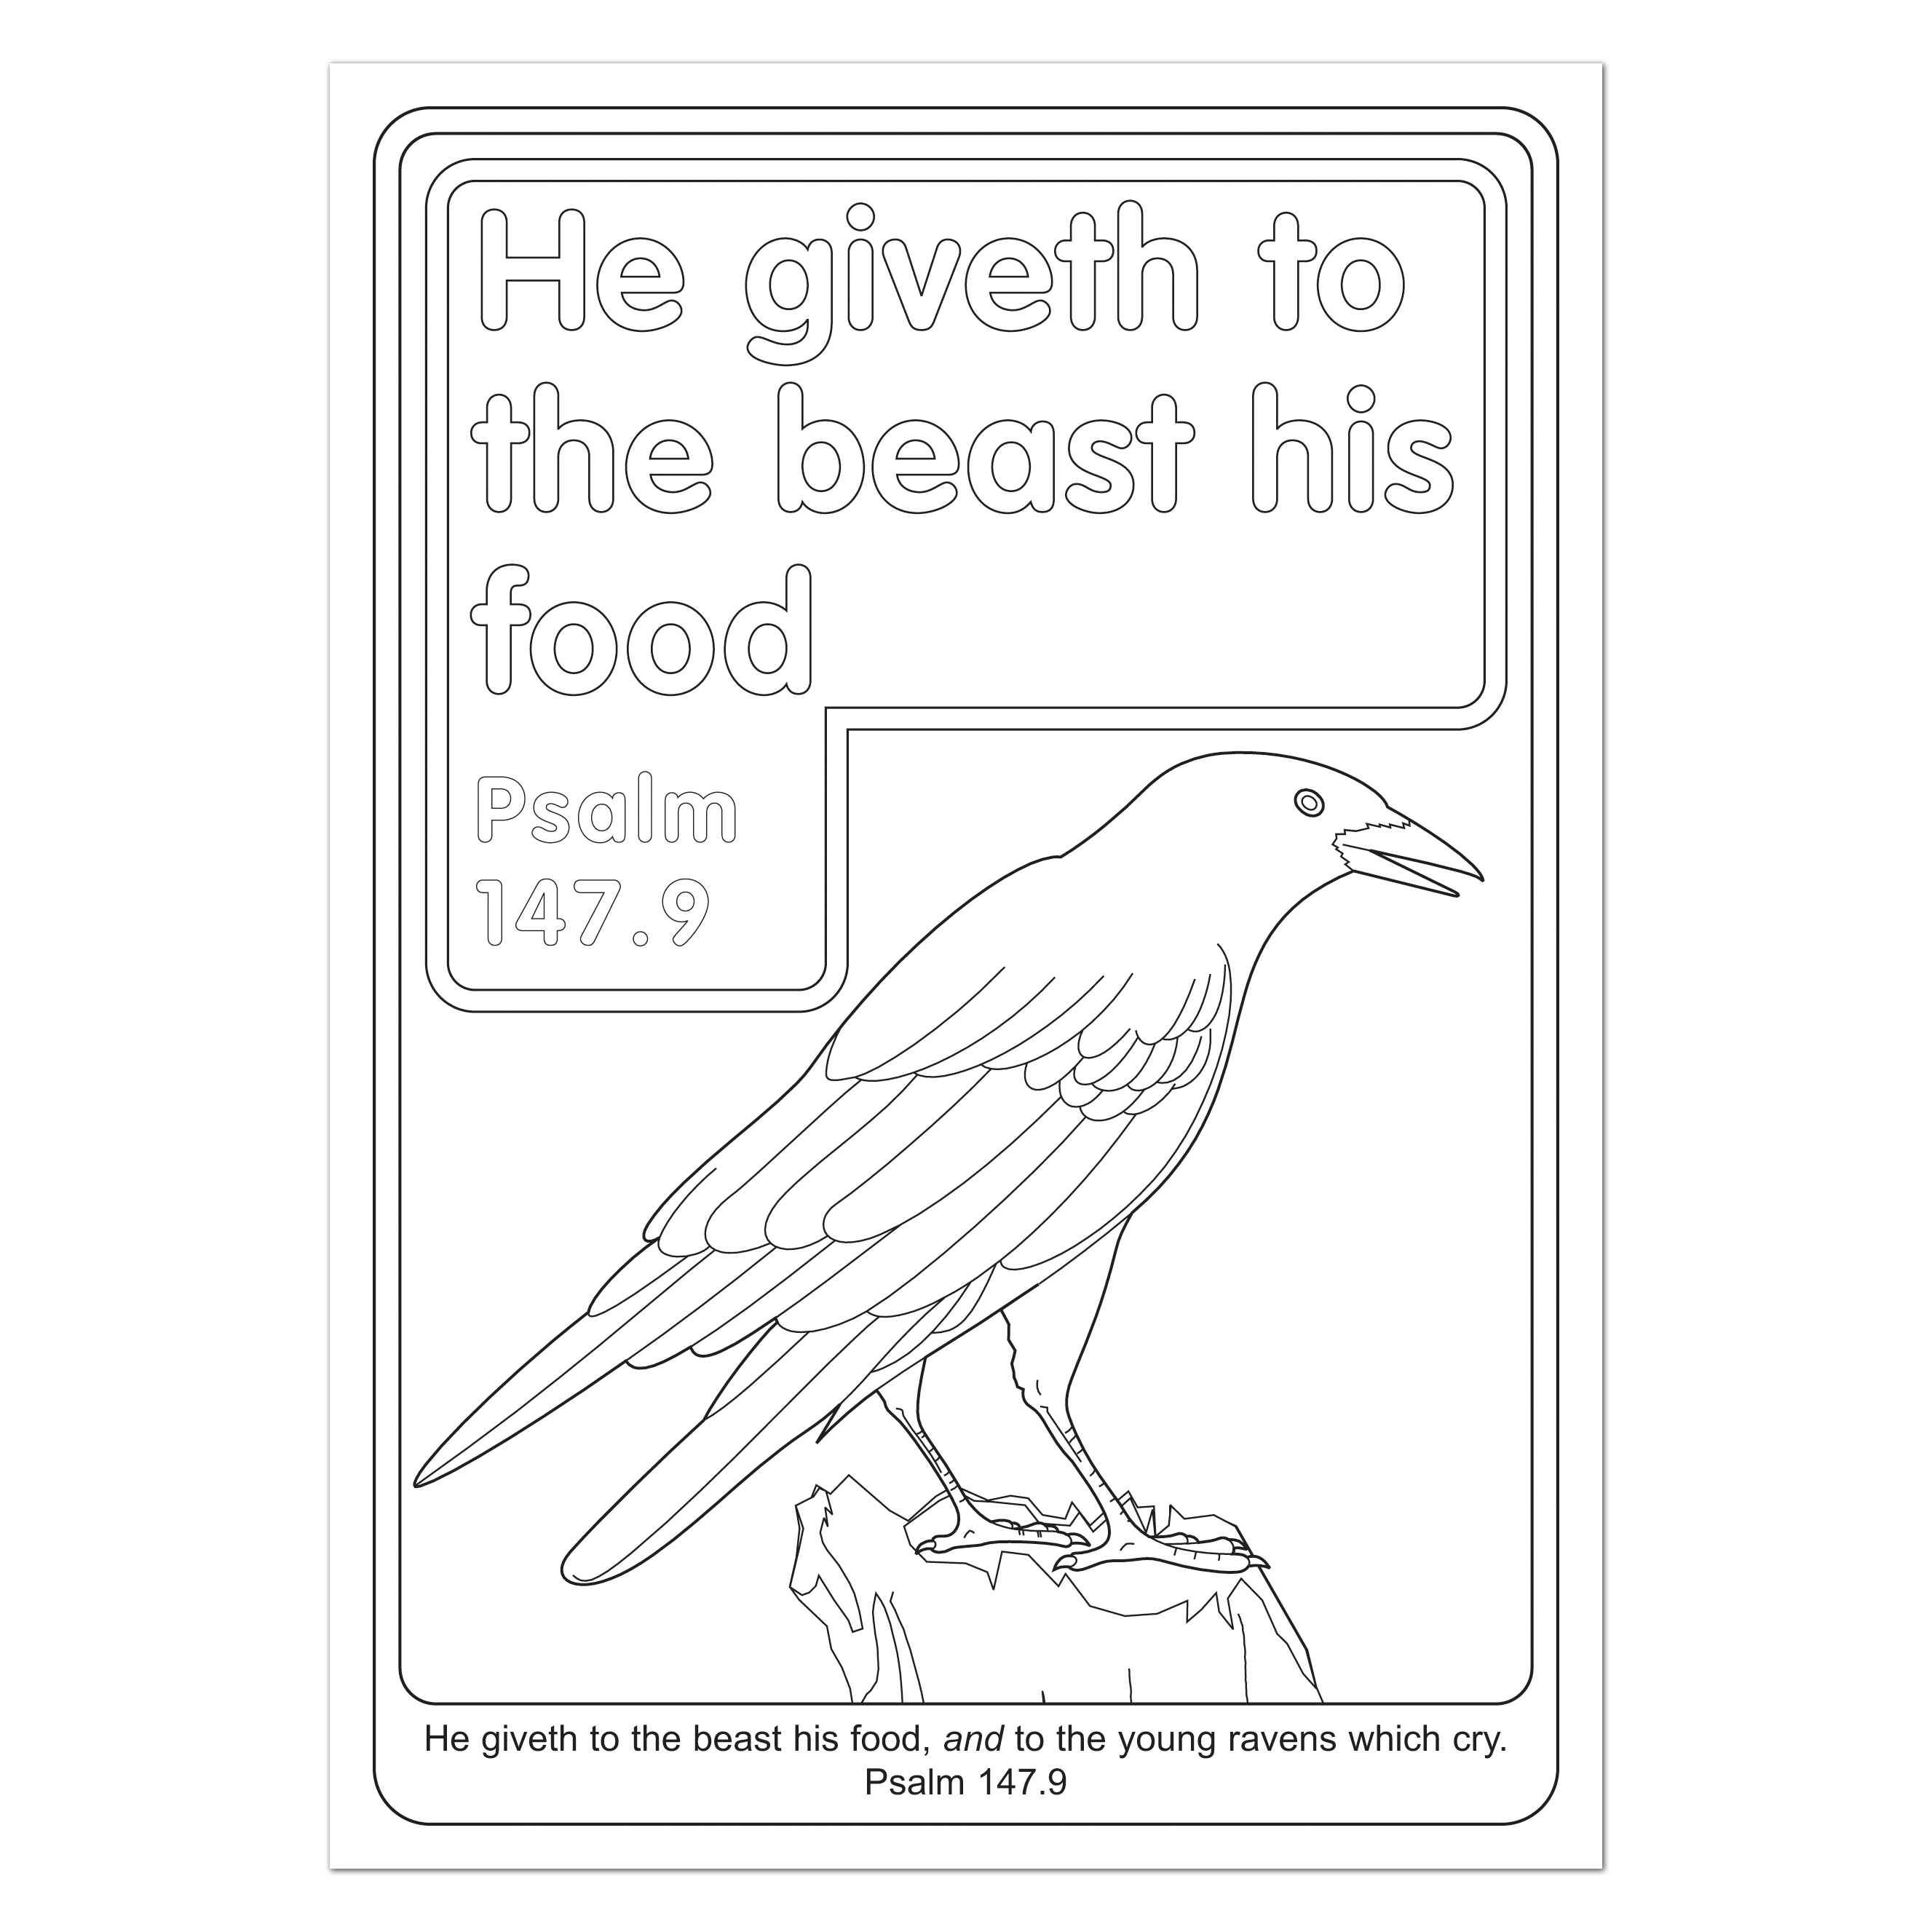 He giveth to
the beast his
food
Psalm
147.9
He giveth to the beast his food, and to the young ravens which cry.
Psalm 147.9